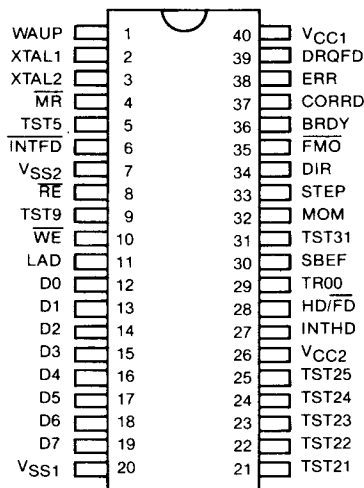 WAUP 1 40 VCC1
XTAL1 2 39 DRQFD
XTAL2 3 38 ERR
MR 4 37 CORRD
TST5 5 36 BRDY
INTFD 6 35 FMO
VSS2 7 34 DIR
RE 8 33 STEP
TST9 9 32 MOM
WE 10 31 TST31
LAD 11 30 SBEF
D0 12 29 TR00
D1 13 28 HD/FD
D2 14 27 INTHD
D3 15 26 VCC2
D4 16 25 TST25
D5 17 24 TST24
D6 18 23 TST23
D7 19 22 TST22
VSS1 20 21 TST21